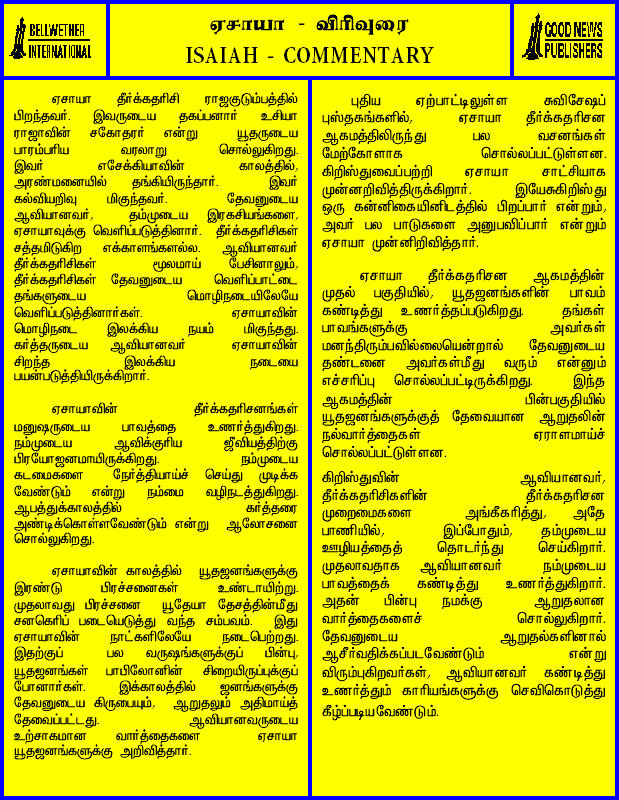 BELLWETHER
INTERNATIONAL
ஏசாயா - விரிவுரை
ISAIAH - COMMENTARY
GOOD NEWS
PUBLISHERS
ஏசாயா தீர்க்கதரிசி ராஜகுடும்பத்தில்
பிறந்தவர். இவருடைய தகப்பனார் உசியா
ராஜாவின் சகோதரர் என்று யூதருடைய
பாரம்பரிய வரலாறு சொல்லுகிறது.
இவர் எசேக்கியாவின் காலத்தில்,
அரண்மனையில் தங்கியிருந்தார். இவர்
கல்வியறிவு மிகுந்தவர். தேவனுடைய
ஆவியானவர், தம்முடைய இரகசியங்களை,
ஏசாயாவுக்கு வெளிப்படுத்தினார். தீர்க்கதரிசிகள்
சத்தமிடுகிற எக்காளங்களல்ல. ஆவியானவர்
தீர்க்கதரிசிகள் மூலமாய் பேசினாலும்,
தீர்க்கதரிசிகள் தேவனுடைய வெளிப்பாட்டை
தங்களுடைய மொழிநடையிலேயே
வெளிப்படுத்தினார்கள். ஏசாயாவின்
மொழிநடை இலக்கிய நயம் மிகுந்தது.
கர்த்தருடைய ஆவியானவர் ஏசாயாவின்
சிறந்த இலக்கிய நடையை
பயன்படுத்தியிருக்கிறார்.
ஏசாயாவின் தீர்க்கதரிசனங்கள்
மனுஷருடைய பாவத்தை உணர்த்துகிறது.
நம்முடைய ஆவிக்குரிய ஜீவியத்திற்கு
பிரயோஜனமாயிருக்கிறது. நம்முடைய
கடமைகளை நேர்த்தியாய்ச் செய்து முடிக்க
வேண்டும் என்று நம்மை வழிநடத்துகிறது.
ஆபத்துக்காலத்தில் கர்த்தரை
அண்டிக்கொள்ளவேண்டும் என்று ஆலோசனை
சொல்லுகிறது.
ஏசாயாவின் காலத்தில் யூதஜனங்களுக்கு
இரண்டு பிரச்சனைகள் உண்டாயிற்று.
முதலாவது பிரச்சனை யூதேயா தேசத்தின்மீது
சனகெரிப் படையெடுத்து வந்த சம்பவம். இது
ஏசாயாவின் நாட்களிலேயே நடைபெற்றது.
இதற்குப் பல வருஷங்களுக்குப் பின்பு,
யூதஜனங்கள் பாபிலோனின் சிறையிருப்புக்குப்
போனார்கள். இக்காலத்தில் ஜனங்களுக்கு
தேவனுடைய கிருபையும், ஆறுதலும் அதிமாய்த்
தேவைப்பட்டது. ஆவியானவருடைய
உற்சாகமான வார்த்தைகளை ஏசாயா
யூதஜனங்களுக்கு அறிவித்தார்.
புதிய ஏற்பாட்டிலுள்ள சுவிசேஷப்
புஸ்தகங்களில், ஏசாயா தீர்க்கதரிசன
ஆகமத்திலிருந்து பல வசனங்கள்
மேற்கோளாக சொல்லப்பட்டுள்ளன.
கிறிஸ்துவைப்பற்றி ஏசாயா சாட்சியாக
முன்னறிவித்திருக்கிறார். இயேசுகிறிஸ்து
ஒரு கன்னிகையினிடத்தில் பிறப்பார் என்றும்,
அவர் பல பாடுகளை அனுபவிப்பார் என்றும்
ஏசாயா முன்னிறிவித்தார்.
ஏசாயா தீர்க்கதரிசன ஆகமத்தின்
முதல் பகுதியில், யூதஜனங்களின் பாவம்
கண்டித்து உணர்த்தப்படுகிறது. தங்கள்
பாவங்களுக்கு அவர்கள்
மனந்திரும்பவில்லையென்றால் தேவனுடைய
தண்டனை அவர்கள்மீது வரும் என்னும்
எச்சரிப்பு சொல்லப்பட்டிருக்கிறது. இந்த
ஆகமத்தின் பின்பகுதியில்
யூதஜனங்களுக்குத் தேவையான ஆறுதலின்
நல்வார்த்தைகள் ஏராளமாய்ச்
சொல்லப்பட்டுள்ளன.
கிறிஸ்துவின் ஆவியானவர்,
தீர்க்கதரிசிகளின் தீர்க்கதரிசன
முறைமைகளை அங்கீகரித்து, அதே
பாணியில், இப்போதும், தம்முடைய
ஊழியத்தைத் தொடர்ந்து செய்கிறார்.
முதலாவதாக ஆவியானவர் நம்முடைய
பாவத்தைக் கண்டித்து உணர்த்துகிறார்.
அதன் பின்பு நமக்கு ஆறுதலான
வார்த்தைகளைச் சொல்லுகிறார்.
தேவனுடைய ஆறுதல்களினால்
ஆசீர்வதிக்கப்படவேண்டும் என்று
விரும்புகிறவர்கள், ஆவியானவர் கண்டித்து
உணர்த்தும் காரியங்களுக்கு செவிகொடுத்து
கீழ்ப்படியவேண்டும்.